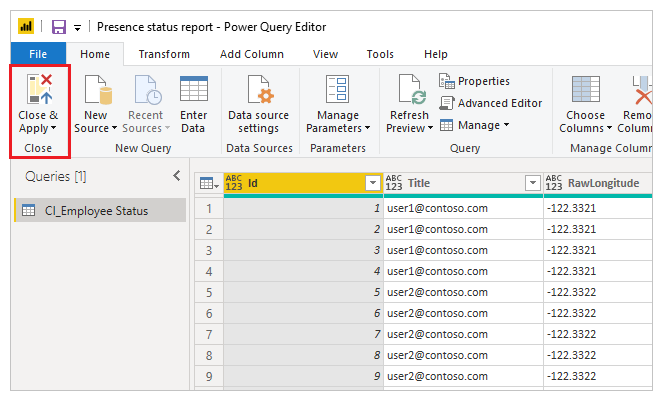 Presence status report - Power Query Editor
File Home Transform Add Column View Tools Help
Close & Apply
New Source
Recent Sources
Enter Data
Data source settings
Manage Parameters
Refresh Preview
Properties
Advanced Editor
Manage
Choose Columns
Remo
Colum
Close New Query Data Sources Parameters Query Manage Column
Queries [1]
CI_Employee Status
ABC 123 Id ABC 123 Title ABC 123 RawLongitude
1 1 user1@contoso.com -122.3321
2 2 user1@contoso.com -122.3321
3 3 user1@contoso.com -122.3321
4 4 user1@contoso.com -122.3321
5 5 user2@contoso.com -122.3322
6 6 user2@contoso.com -122.3322
7 7 user2@contoso.com -122.3322
8 8 user2@contoso.com -122.3322
9 9 user2@contoso.com -122.3322